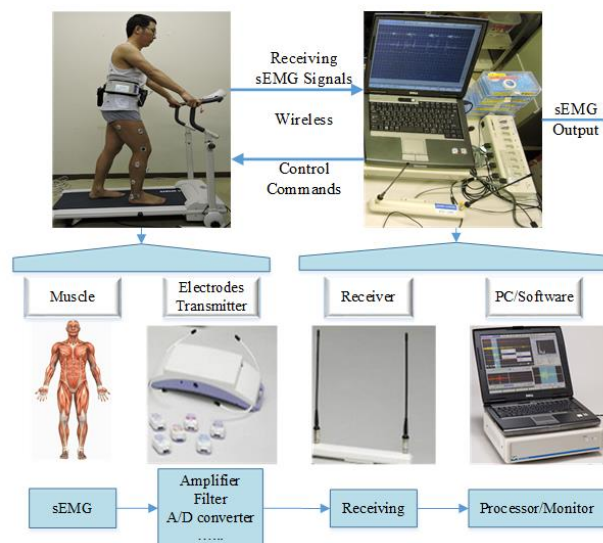 Receiving
sEMG Signals
Wireless
Control
Commands
sEMG
Output
Muscle
Electrodes
Transmitter
Receiver
PC/Software
sEMG
Amplifier
Filter
A/D converter
……
Receiving
Processor/Monitor